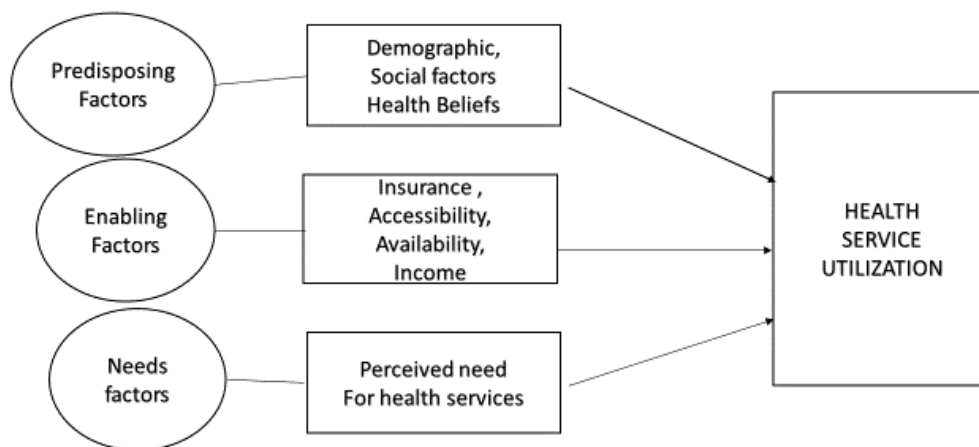 Predisposing
Factors
Demographic,
Social factors
Health Beliefs
Enabling
Factors
Insurance ,
Accessibility,
Availability,
Income
Needs
factors
Perceived need
For health services
HEALTH
SERVICE
UTILIZATION